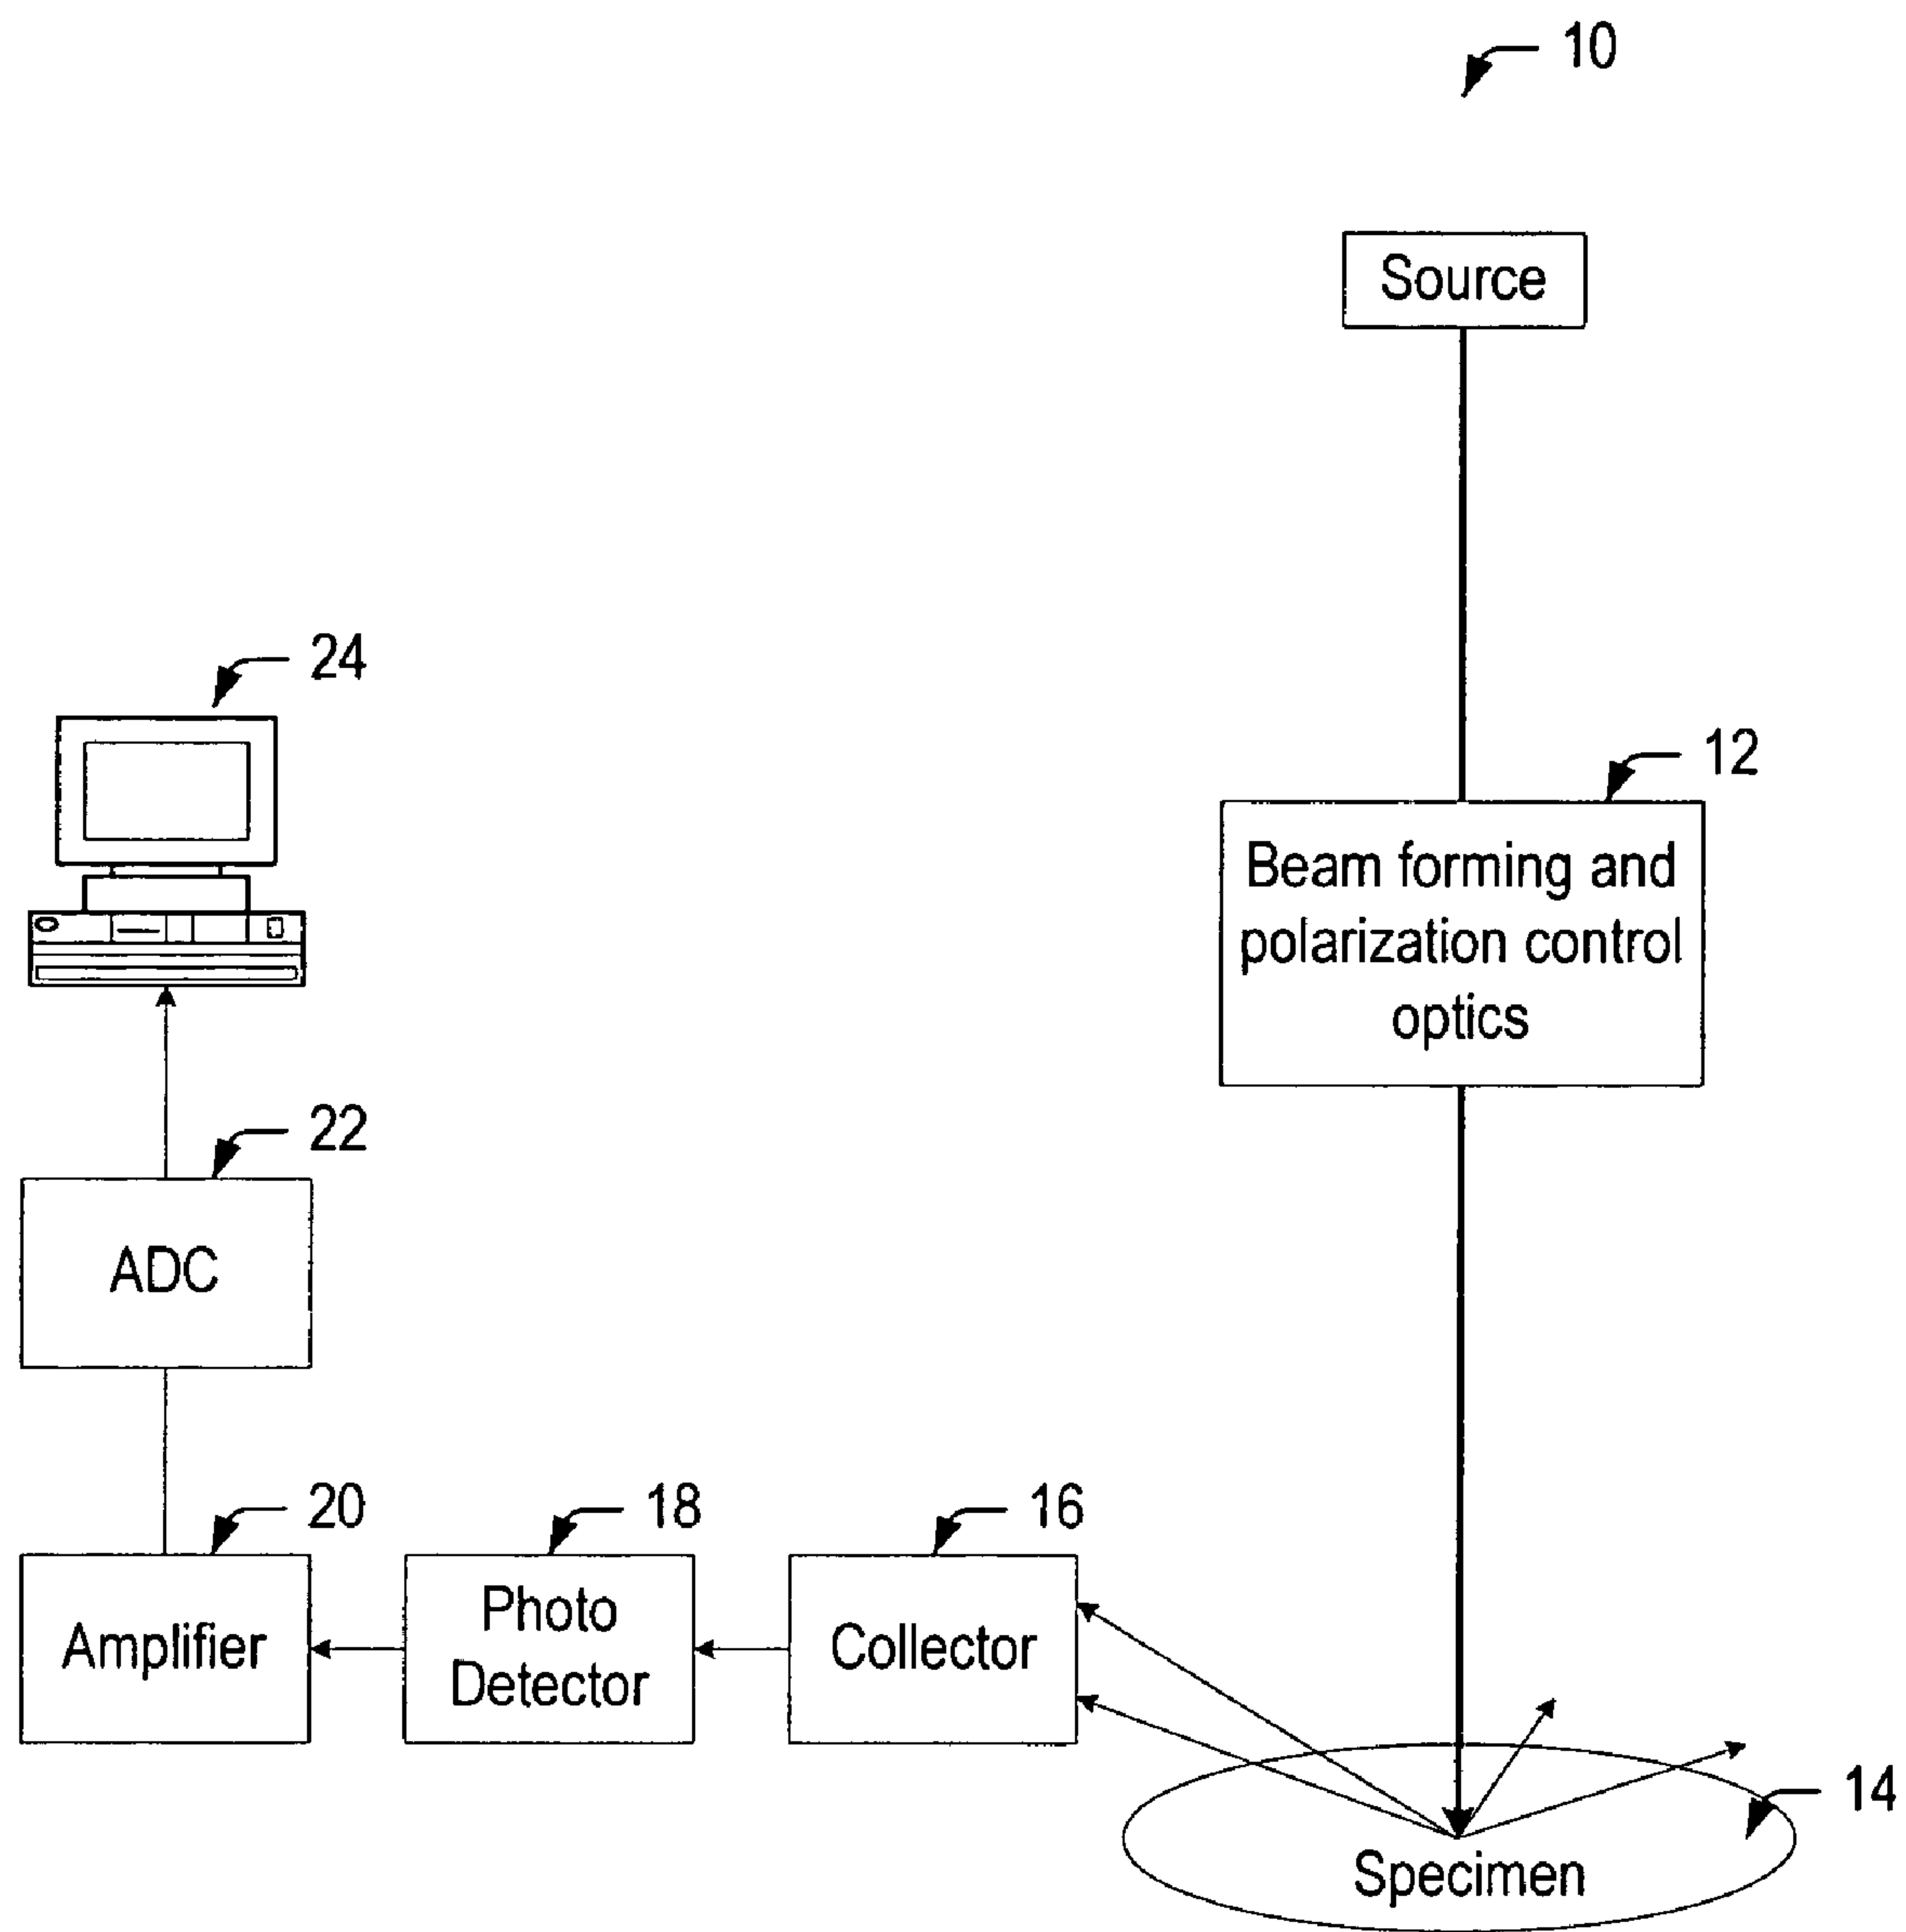 10
Source
24
12
Beam forming and
polarization control
optics
22
ADC
20
18
16
Amplifier
Photo
Detector
Collector
14
Specimen